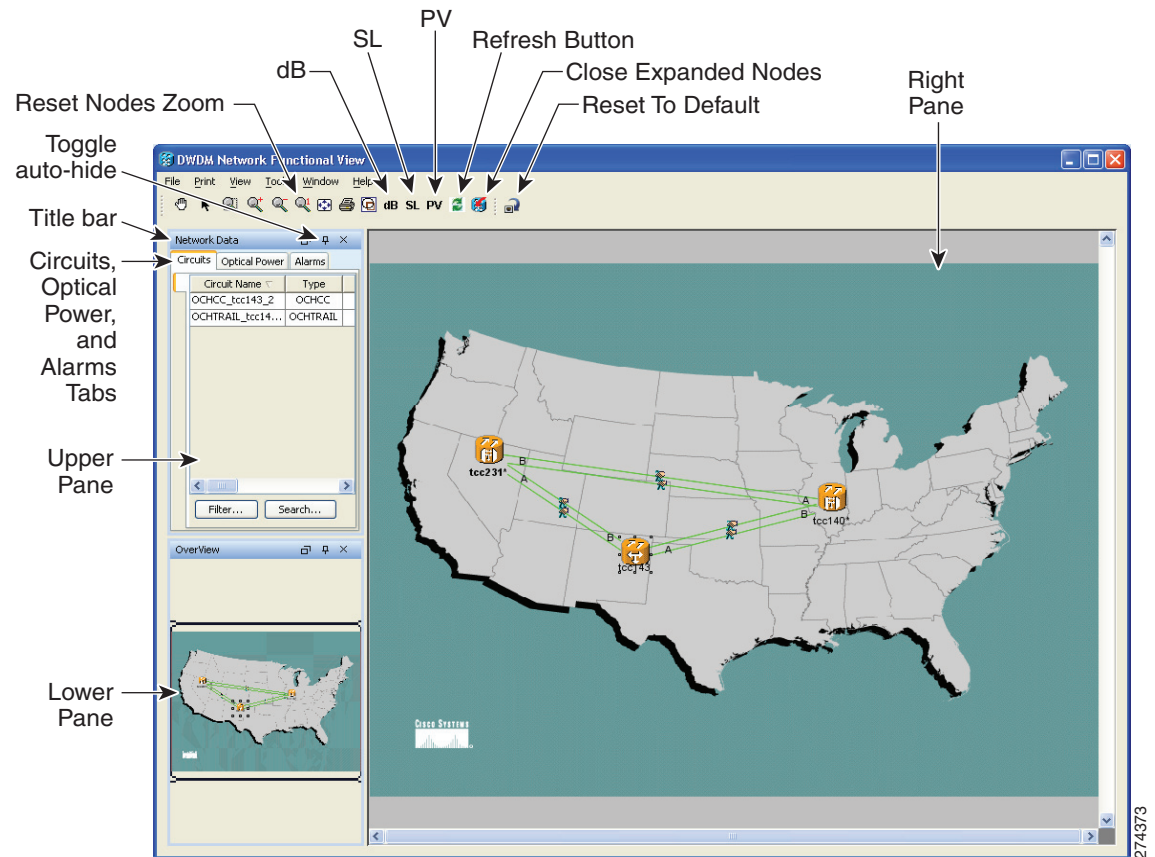 PV
SL
Refresh Button
dB
Close Expanded Nodes
Right
Pane
Reset Nodes Zoom
Reset To Default
Toggle
auto-hide
Title bar
Circuits,
Optical
Power,
and
Alarms
Tabs
Upper
Pane
Lower
Pane
DWDM Network Functional View
File Print View Window
dB SL PV
Network Data
Circuits Optical Power Alarms
Circuit Name Type
OCHCC_tcc143_2 OCHCC
OCHTRAIL_tcc14... OCHTRAIL
Filter... Search...
OverView
tcc231*
B
A
A
B
tcc140*
B
A
tcc143
CISCO SYSTEMS
274373